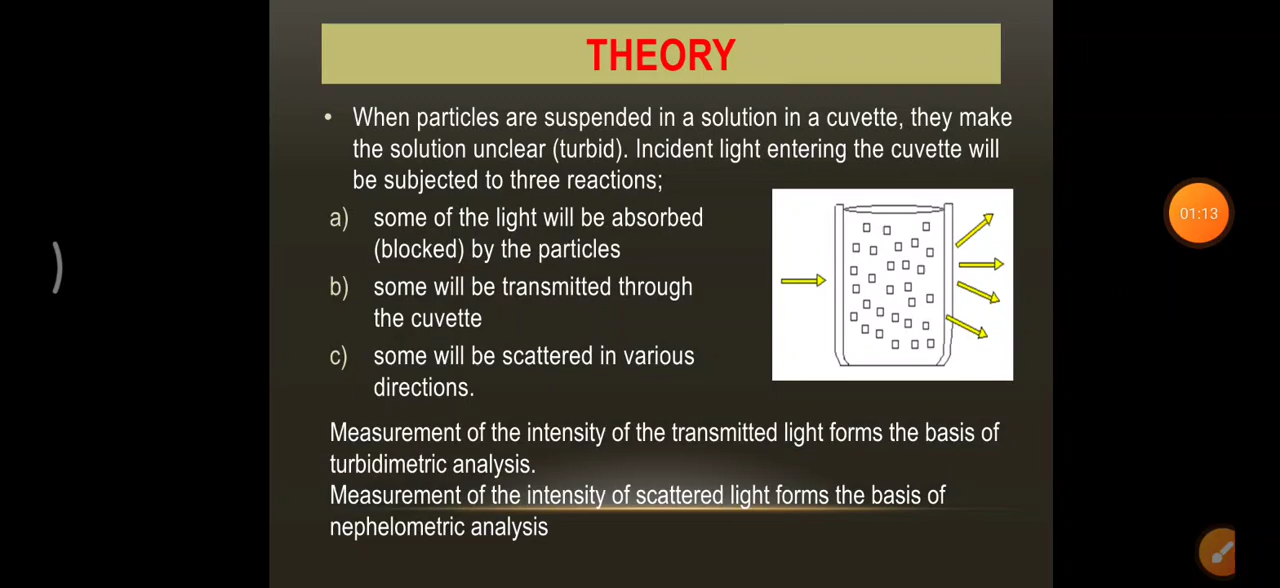 THEORY
• When particles are suspended in a solution in a cuvette, they make
the solution unclear (turbid). Incident light entering the cuvette will
be subjected to three reactions;
a) some of the light will be absorbed
(blocked) by the particles
b) some will be transmitted through
the cuvette
c) some will be scattered in various
directions.
Measurement of the intensity of the transmitted light forms the basis of
turbidimetric analysis.
Measurement of the intensity of scattered light forms the basis of
nephelometric analysis
01:13